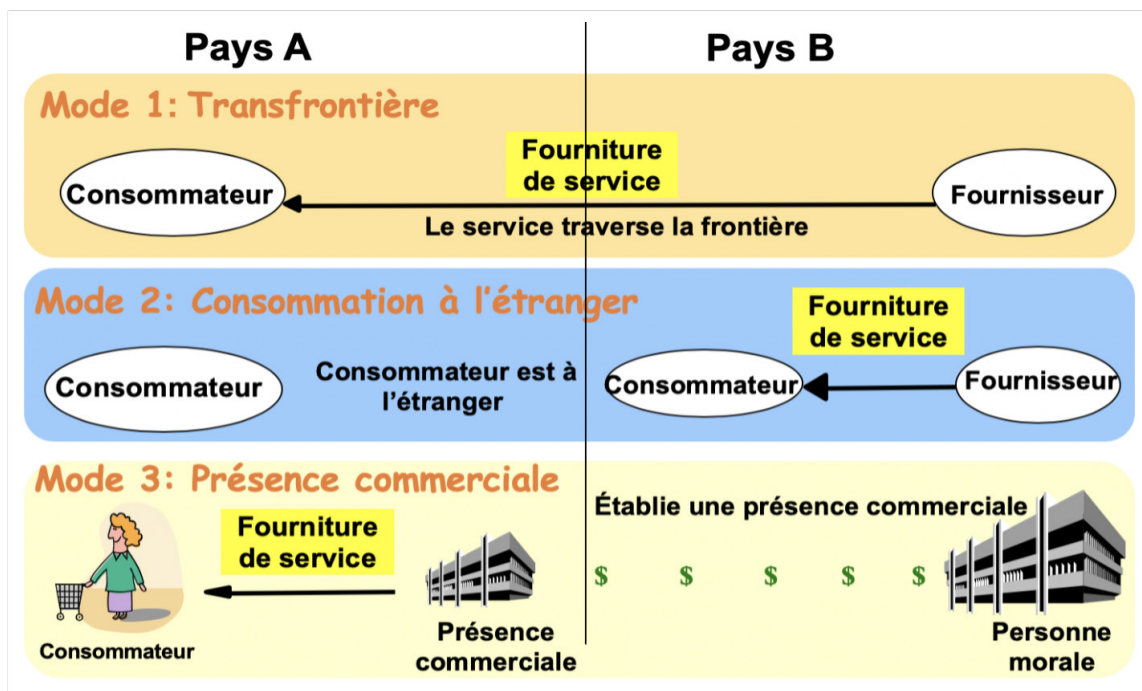 Pays A
Pays B
Mode 1: Transfrontière
Fourniture
de service
Consommateur
Fournisseur
Le service traverse la frontière
Mode 2: Consommation à l'étranger
Fourniture
de service
Consommateur
Consommateur est à
l'étranger
Consommateur
Fournisseur
Mode 3: Présence commerciale
Établie une présence commerciale
Fourniture
de service
$ $ $ $ $
Consommateur
Présence
commerciale
Personne
morale